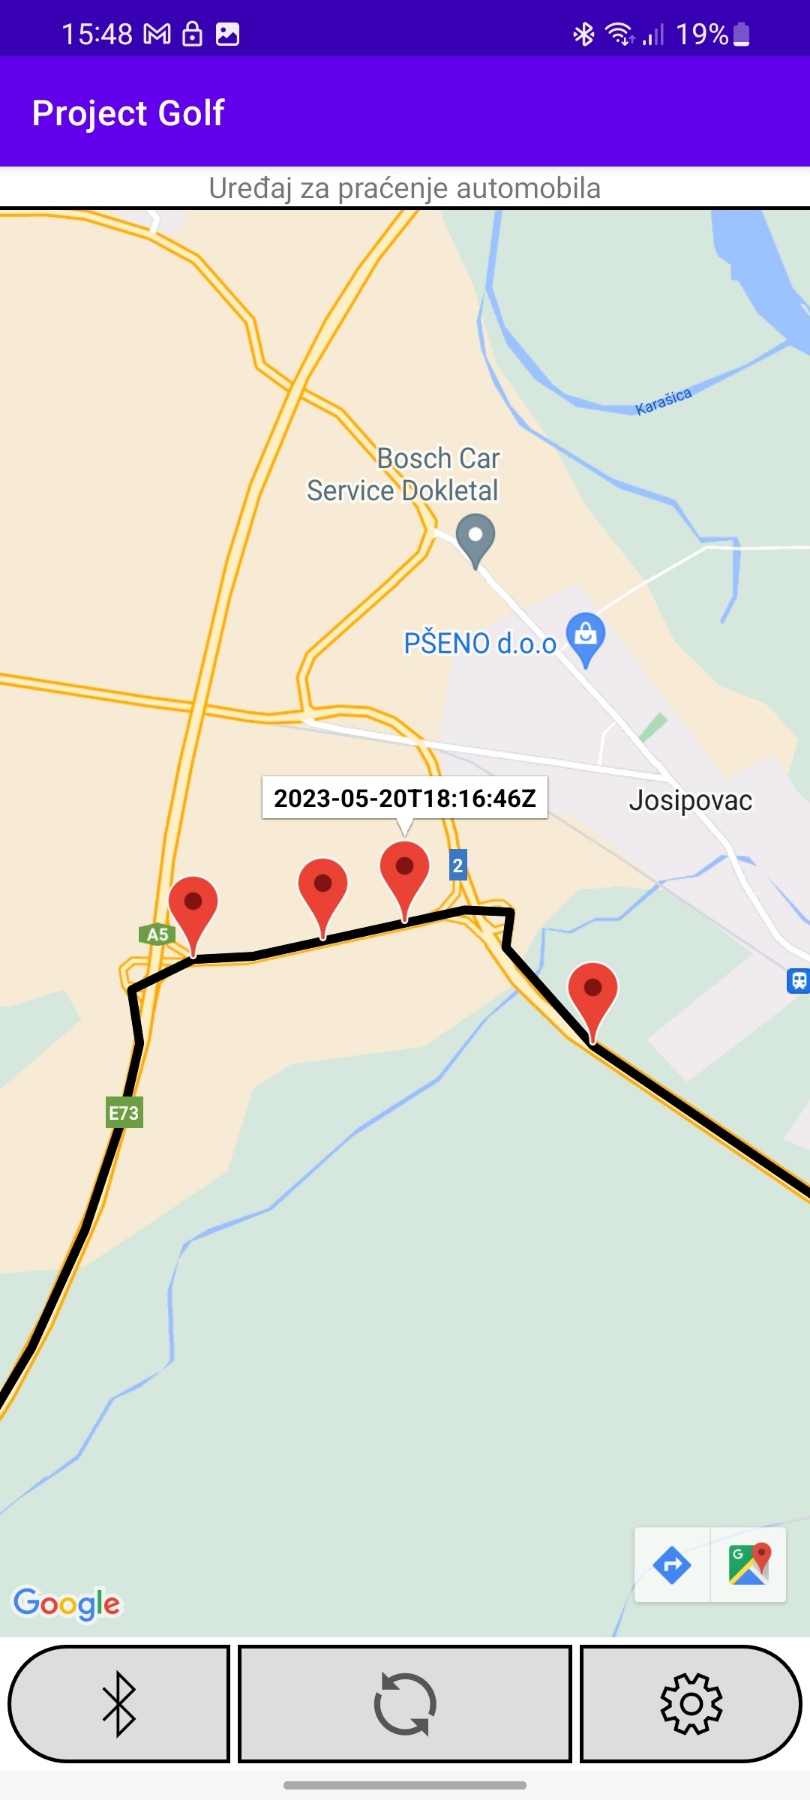 15:48
19%
Project Golf
Uređaj za praćenje automobila
Karašica
Bosch Car
Service Dokletal
PŠENO d.o.o
2023-05-20T18:16:46Z
Josipovac
2
A5
E73
G
Google